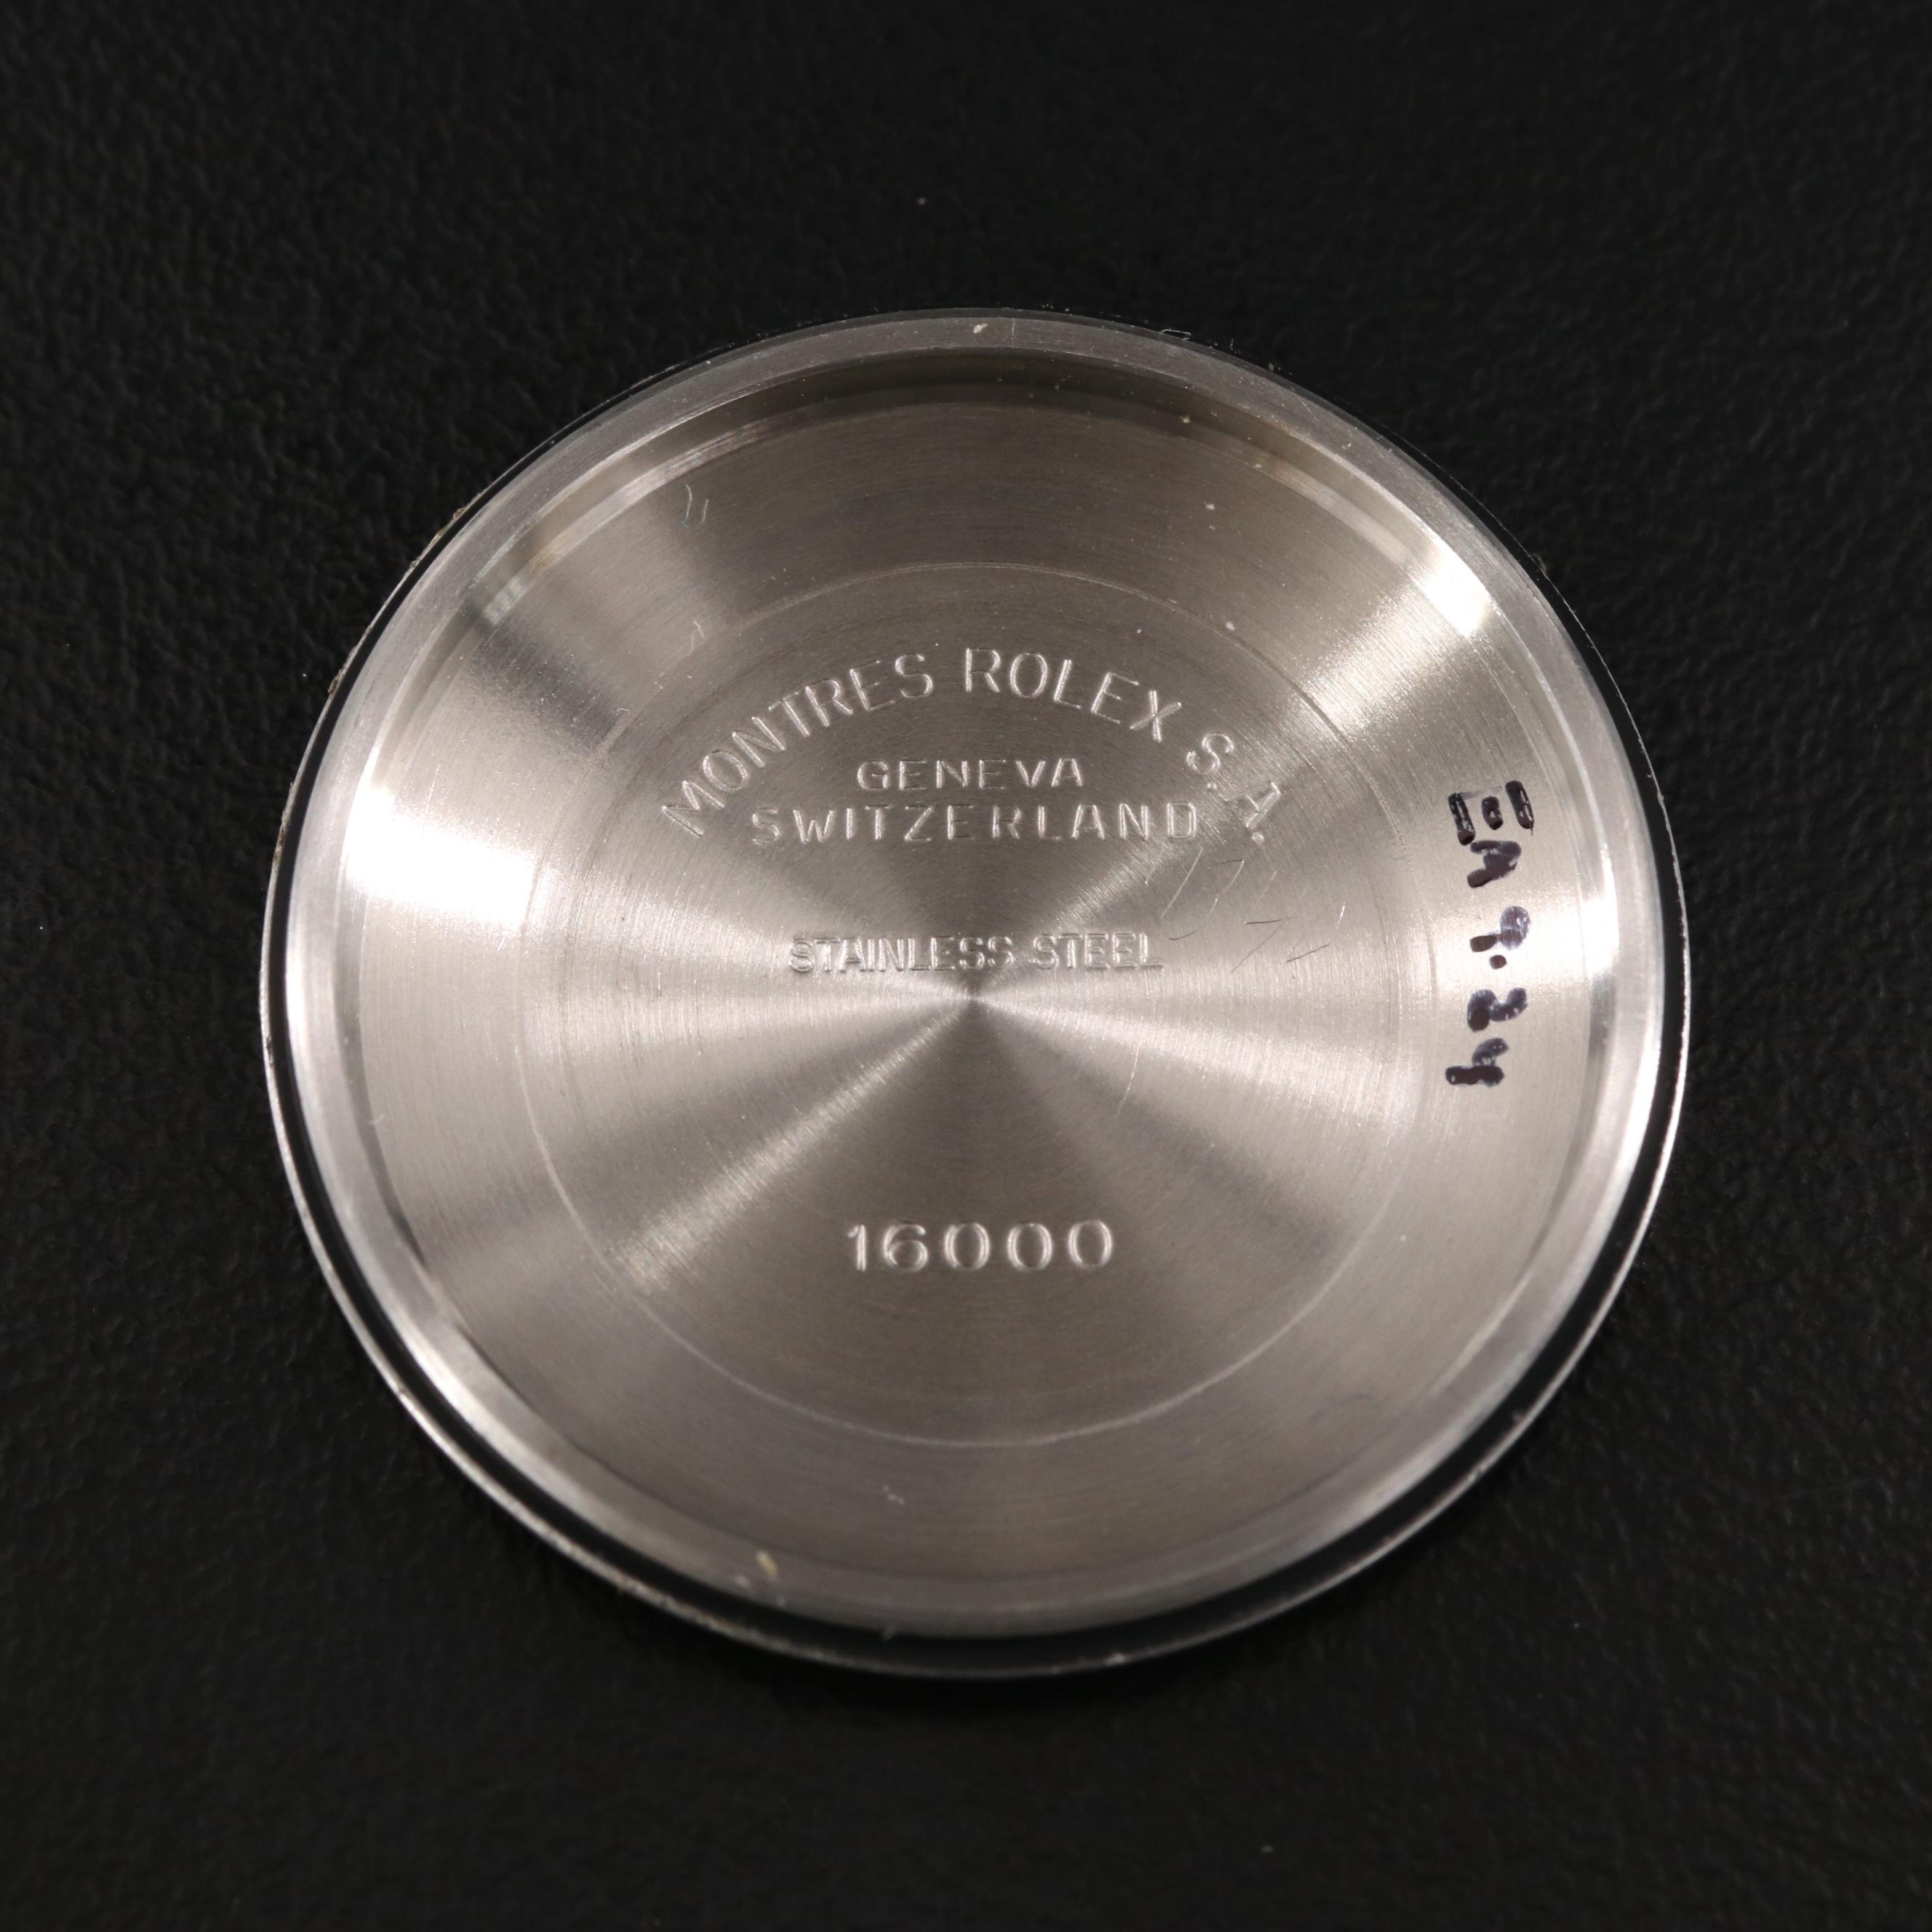 MONTRES ROLEX S.A.
GENEVA
SWITZERLAND
STAINLESS STEEL
16000